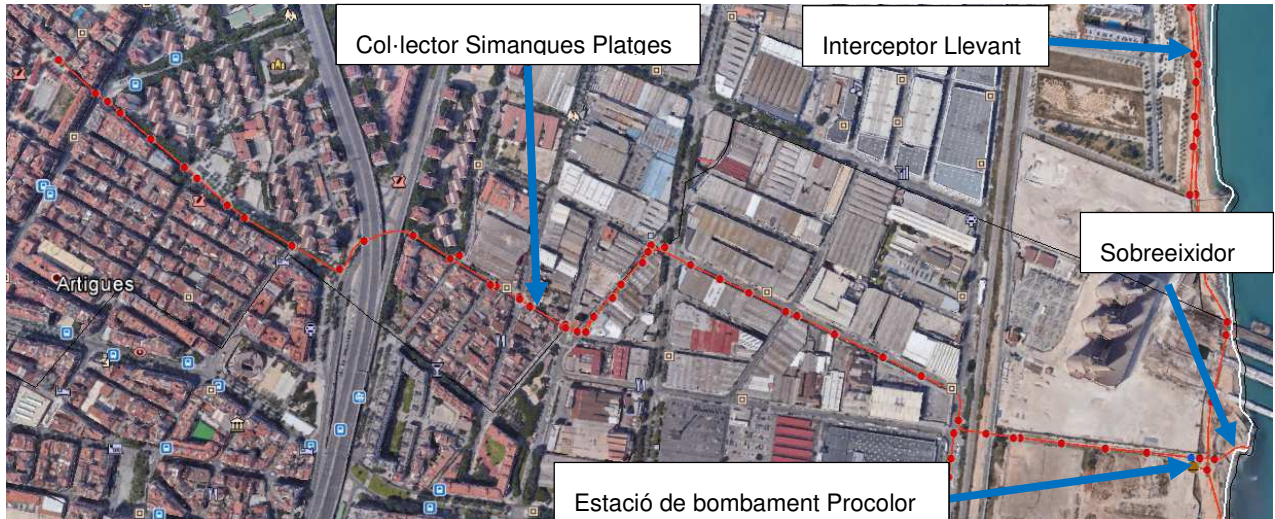 Col·lector Simanques Platges
Interceptor Llevant
Sobreeixidor
Artigues
Estació de bombament Procolor